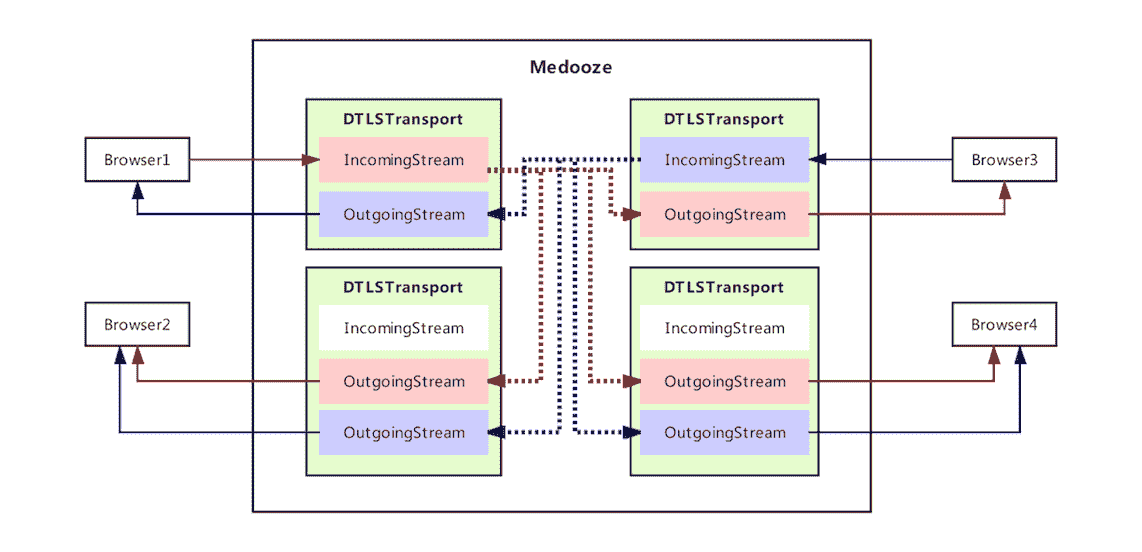 Medooze
DTLSTransport
IncomingStream
OutgoingStream
DTLSTransport
IncomingStream
OutgoingStream
Browser1
Browser3
DTLSTransport
IncomingStream
OutgoingStream
OutgoingStream
DTLSTransport
IncomingStream
OutgoingStream
OutgoingStream
Browser2
Browser4